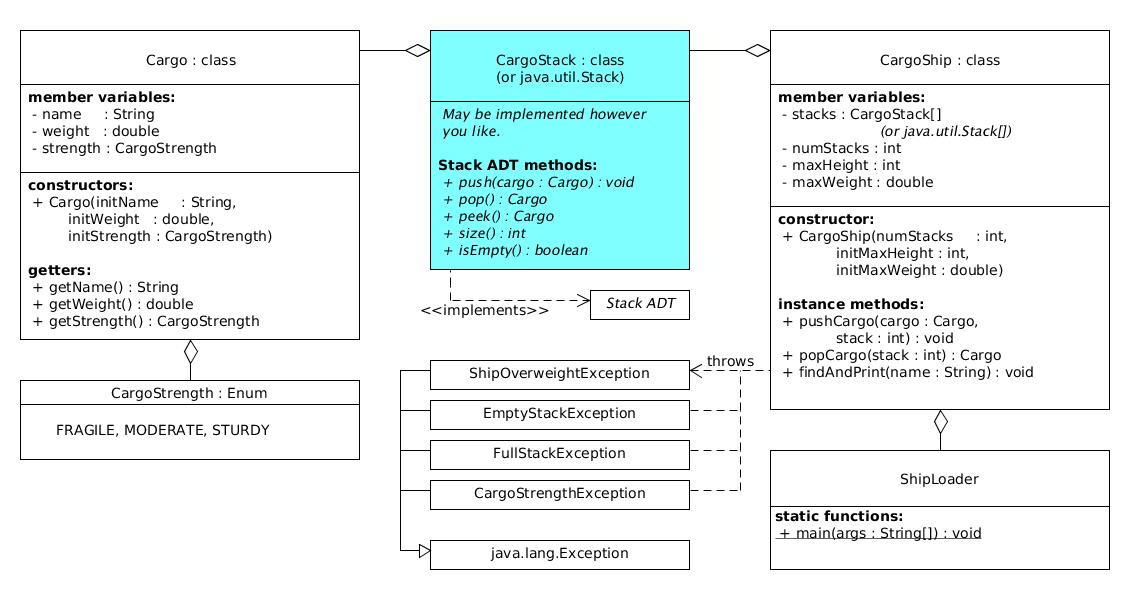 Cargo : class
member variables:
- name : String
- weight : double
- strength : CargoStrength
constructors:
+ Cargo(initName : String,
initWeight : double,
initStrength : CargoStrength)
getters:
+ getName() : String
+ getWeight() : double
+ getStrength() : CargoStrength
CargoStrength : Enum
FRAGILE, MODERATE, STURDY
CargoStack : class
(or java.util.Stack)
May be implemented however
you like.
Stack ADT methods:
+ push(cargo : Cargo) : void
+ pop() : Cargo
+ peek() : Cargo
+ size() : int
+ isEmpty() : boolean
<<implements>>
Stack ADT
throws
ShipOverweightException
EmptyStackException
FullStackException
CargoStrengthException
java.lang.Exception
CargoShip : class
member variables:
- stacks : CargoStack[]
(or java.util.Stack[])
- numStacks : int
- maxHeight : int
- maxWeight : double
constructor:
+ CargoShip(numStacks : int,
initMaxHeight : int,
initMaxWeight : double)
instance methods:
+ pushCargo(cargo : Cargo,
stack : int) : void
+ popCargo(stack : int) : Cargo
+ findAndPrint(name : String) : void
ShipLoader
static functions:
+ main(args : String[]) : void